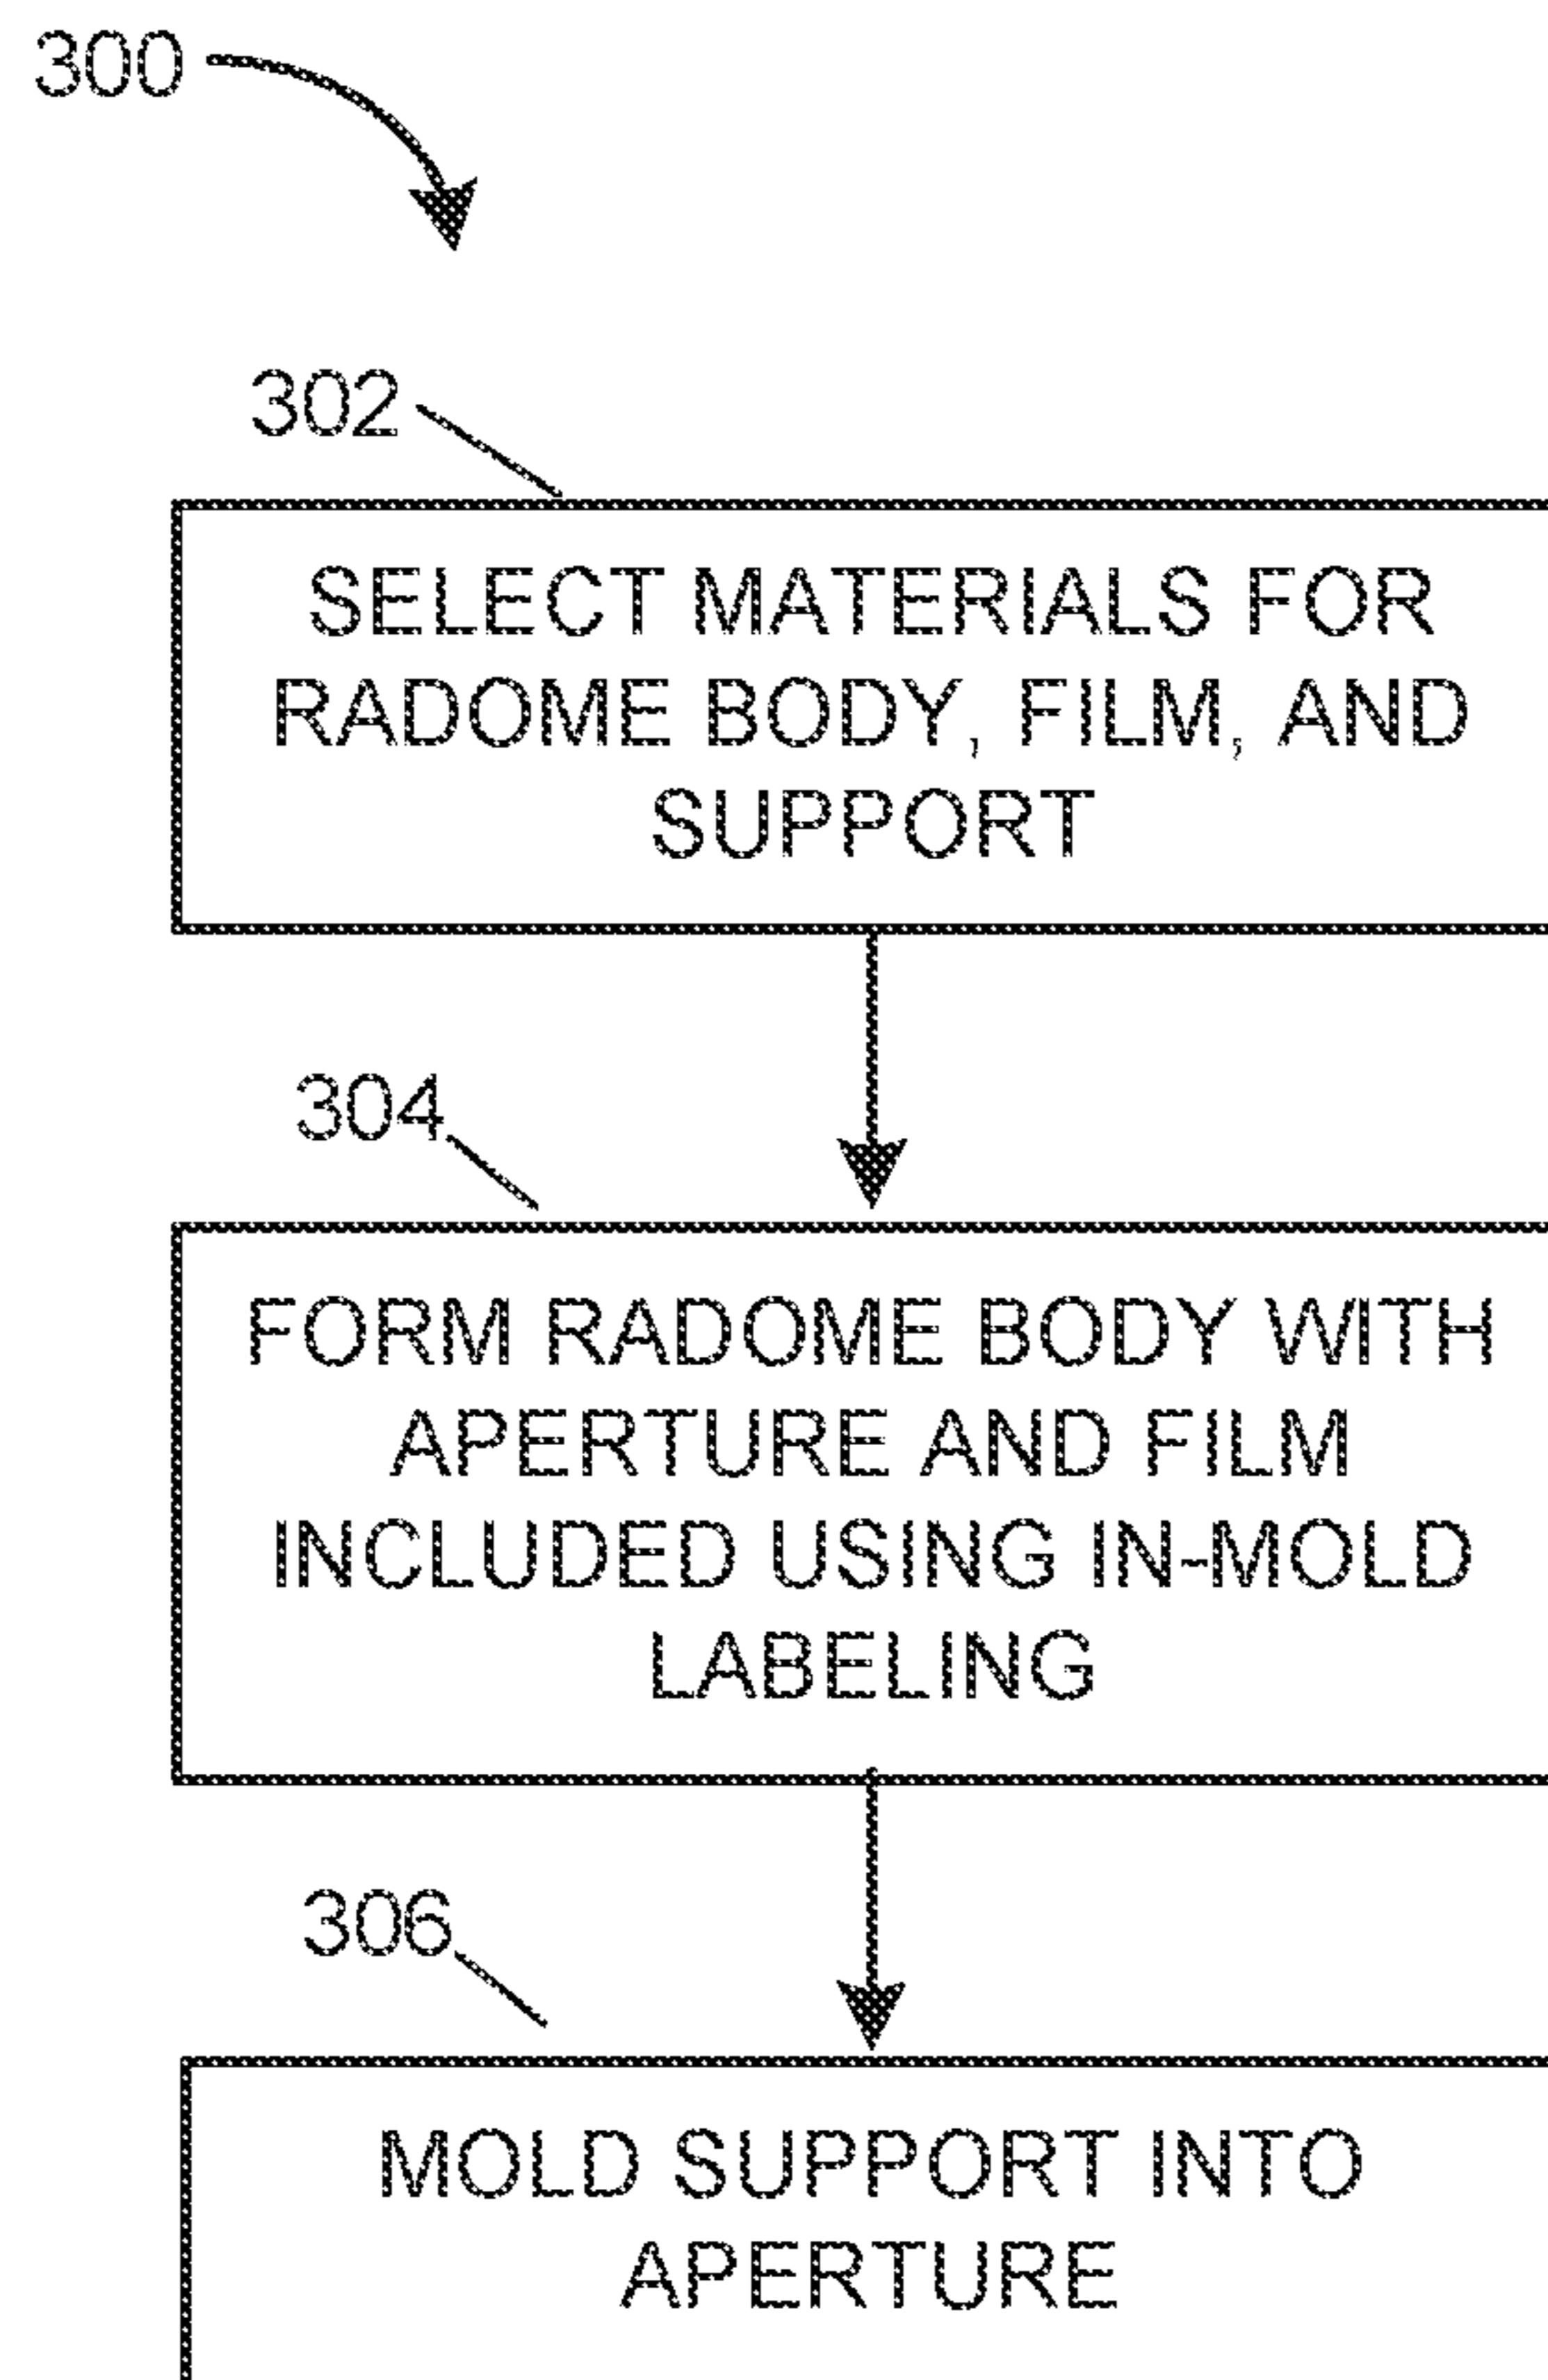 300
302
SELECT MATERIALS FOR
RADOME BODY, FILM, AND
SUPPORT
304
FORM RADOME BODY WITH
APERTURE AND FILM
INCLUDED USING IN-MOLD
LABELING
306
MOLD SUPPORT INTO
APERTURE